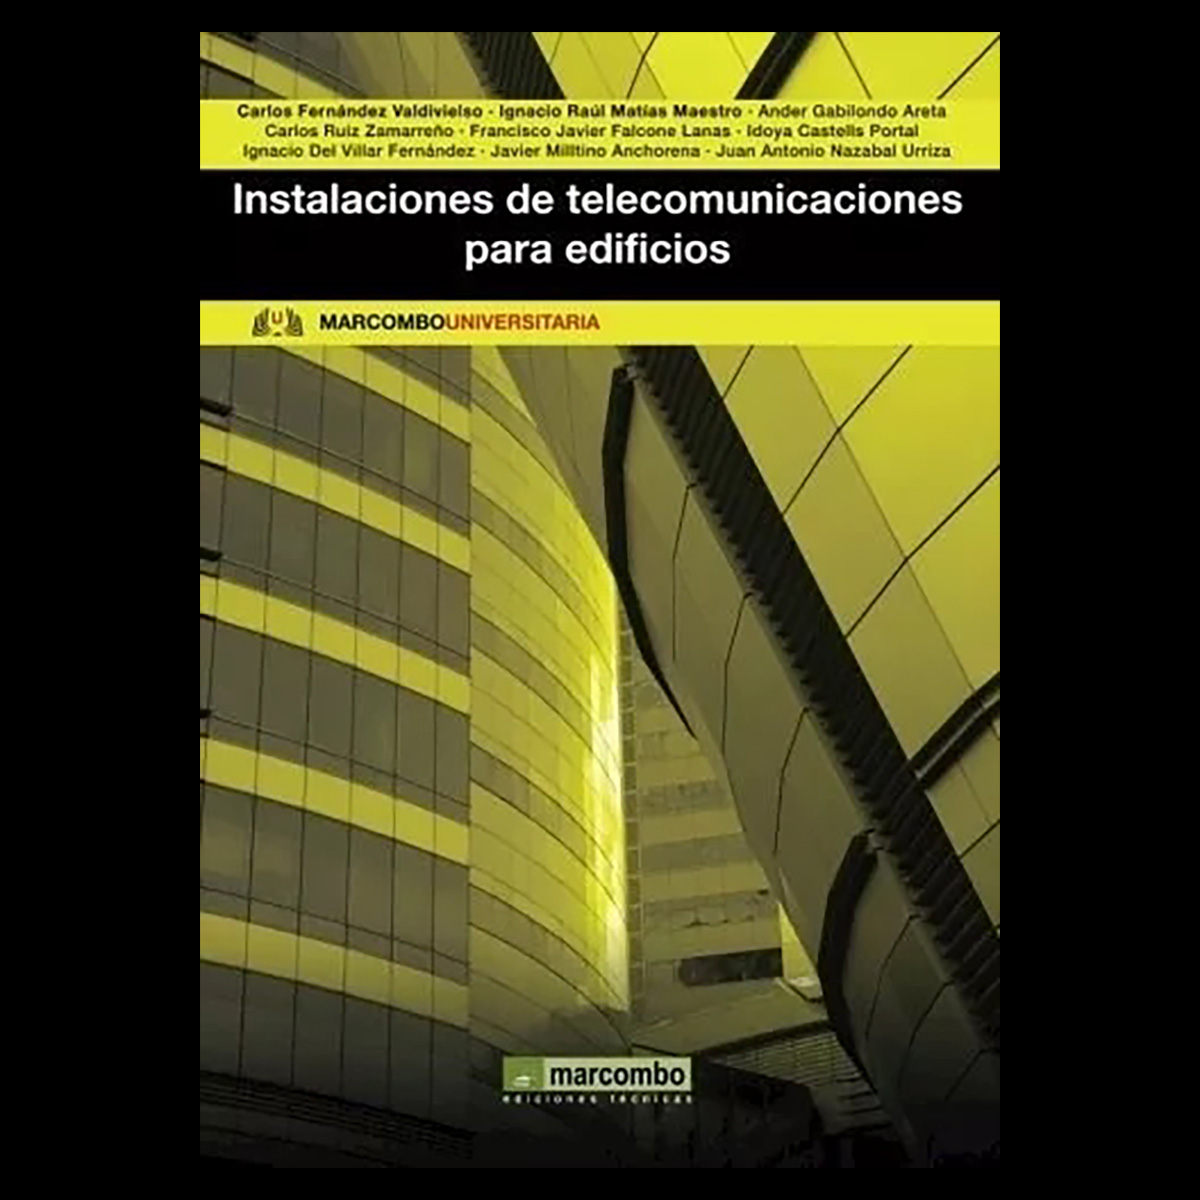 Carlos Fernández Valdivielso - Ignacio Raúl Matías Maestro · Ander Gabilondo Areta
Carlos Ruiz Zamarreño · Francisco Javier Falcone Lanas · Idoya Castells Portal
Ignacio Del Villar Fernández · Javier Milltino Anchorena · Juan Antonio Nazabal Urriza
Instalaciones de telecomunicaciones
para edificios
U
MARCOMBOUNIVERSITARIA
marcombo
ediciones técnicas